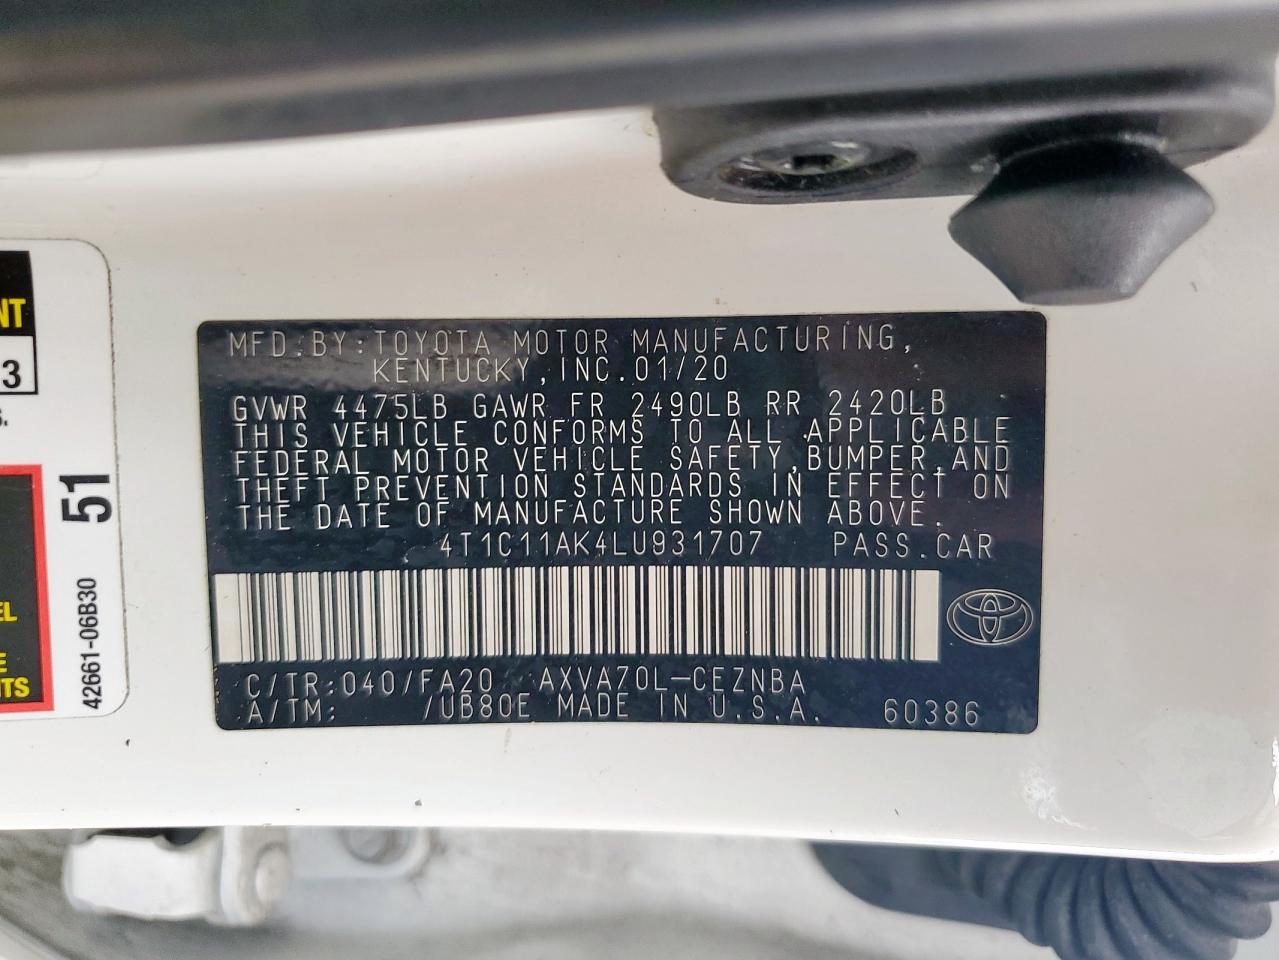 MFD.BY:TOYOTA MOTOR MANUFACTURING,
KENTUCKY,INC.01/20
GVWR 4475LB GAWR FR 2490LB RR 2420LB
THIS VEHICLE CONFORMS TO ALL APPLICABLE
FEDERAL MOTOR VEHICLE SAFETY,BUMPER,AND
THEFT PREVENTION STANDARDS IN EFFECT ON
THE DATE OF MANUFACTURE SHOWN ABOVE.
4T1C11AK4LU931707 PASS.CAR
C/TR:040/FA20 AXVA70L-CEZNBA
A/TM: /UB80E MADE IN U.S.A. 60386
NT
3
S.
51
42661-06B30
EL
E
ITS